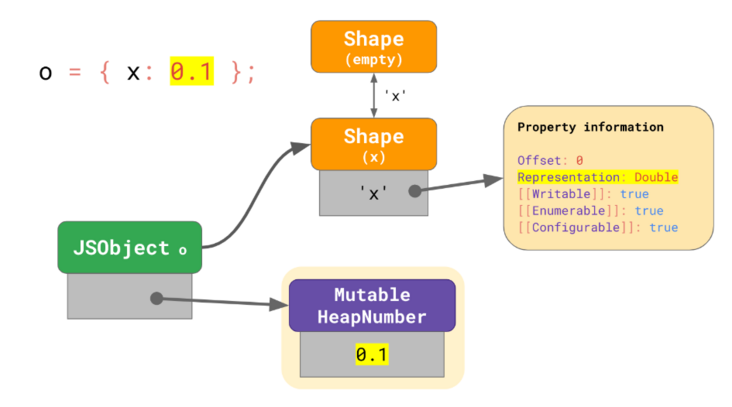 o = { x: 0.1 };
Shape
(empty)
'x'
Shape
(x)
'x'
Property information
Offset: 0
Representation: Double
[[Writable]]: true
[[Enumerable]]: true
[[Configurable]]: true
JSObject o
Mutable
HeapNumber
0.1